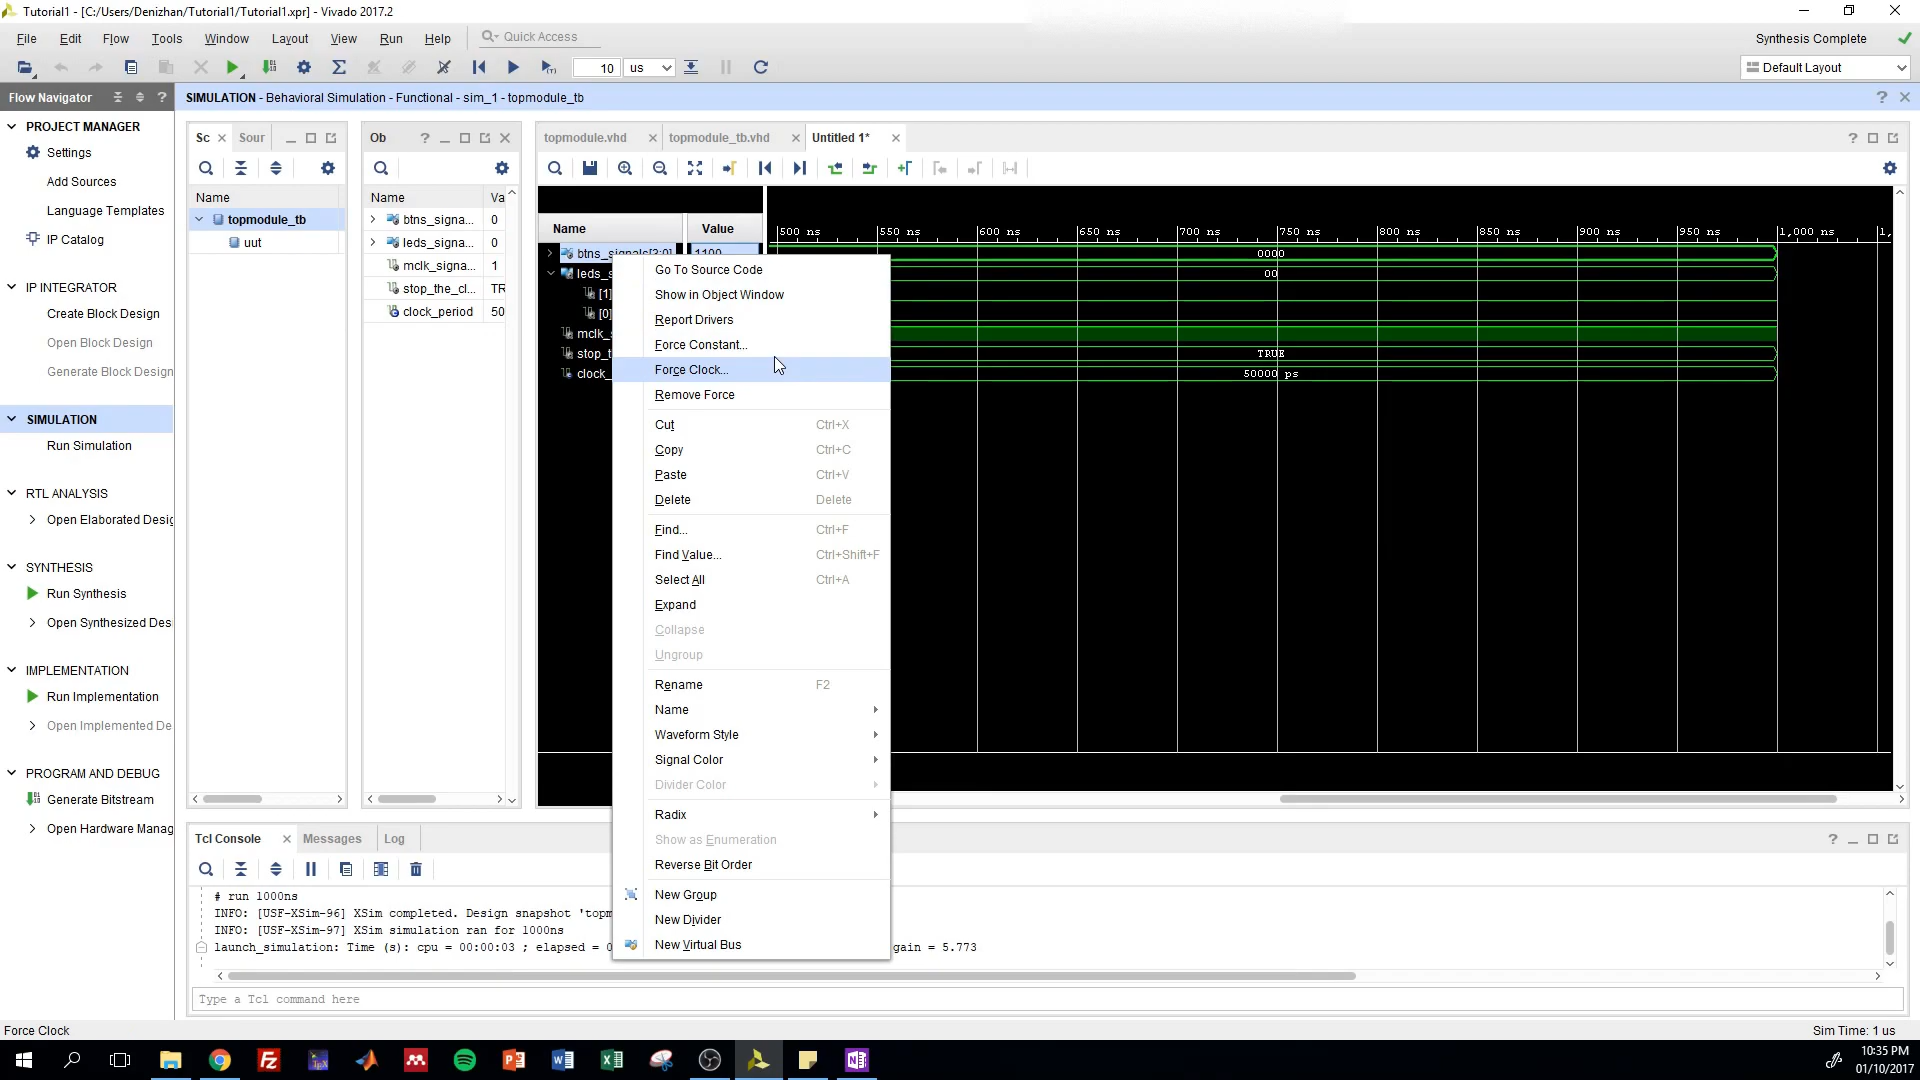 Tutorial1 - [C:/Users/Denizhan/Tutorial1/Tutorial1.xpr] - Vivado 2017.2
File Edit Flow Tools Window Layout View Run Help Quick Access
Synthesis Complete
10 us
Default Layout
Flow Navigator
SIMULATION - Behavioral Simulation - Functional - sim_1 - topmodule_tb
PROJECT MANAGER
Settings
Add Sources
Language Templates
IP Catalog
IP INTEGRATOR
Create Block Design
Open Block Design
Generate Block Design
SIMULATION
Run Simulation
RTL ANALYSIS
Open Elaborated Desig
SYNTHESIS
Run Synthesis
Open Synthesized Des
IMPLEMENTATION
Run Implementation
Open Implemented De
PROGRAM AND DEBUG
Generate Bitstream
Open Hardware Manag
Sc Sour
Name
topmodule_tb
uut
Ob
Name Va
btns_signa... 0
leds_signa... 0
mclk_signa... 1
stop_the_cl... TR
clock_period 50
topmodule.vhd topmodule_tb.vhd Untitled 1*
Name Value
500 ns 550 ns 600 ns 650 ns 700 ns 750 ns 800 ns 850 ns 900 ns 950 ns 1,000 ns 1,
btns_signals[3:0] 1100 0000
leds_s 00
[1]
[0]
mclk_s
stop_t TRUE
clock_ 50000 ps
Go To Source Code
Show in Object Window
Report Drivers
Force Constant...
Force Clock...
Remove Force
Cut Ctrl+X
Copy Ctrl+C
Paste Ctrl+V
Delete Delete
Find... Ctrl+F
Find Value... Ctrl+Shift+F
Select All Ctrl+A
Expand
Collapse
Ungroup
Rename F2
Name
Waveform Style
Signal Color
Divider Color
Radix
Show as Enumeration
Reverse Bit Order
New Group
New Divider
New Virtual Bus
Tcl Console Messages Log
# run 1000ns
INFO: [USF-XSim-96] XSim completed. Design snapshot 'topm
INFO: [USF-XSim-97] XSim simulation ran for 1000ns
launch_simulation: Time (s): cpu = 00:00:03 ; elapsed = 0 gain = 5.773
Type a Tcl command here
Force Clock
Sim Time: 1 us
10:35 PM
01/10/2017